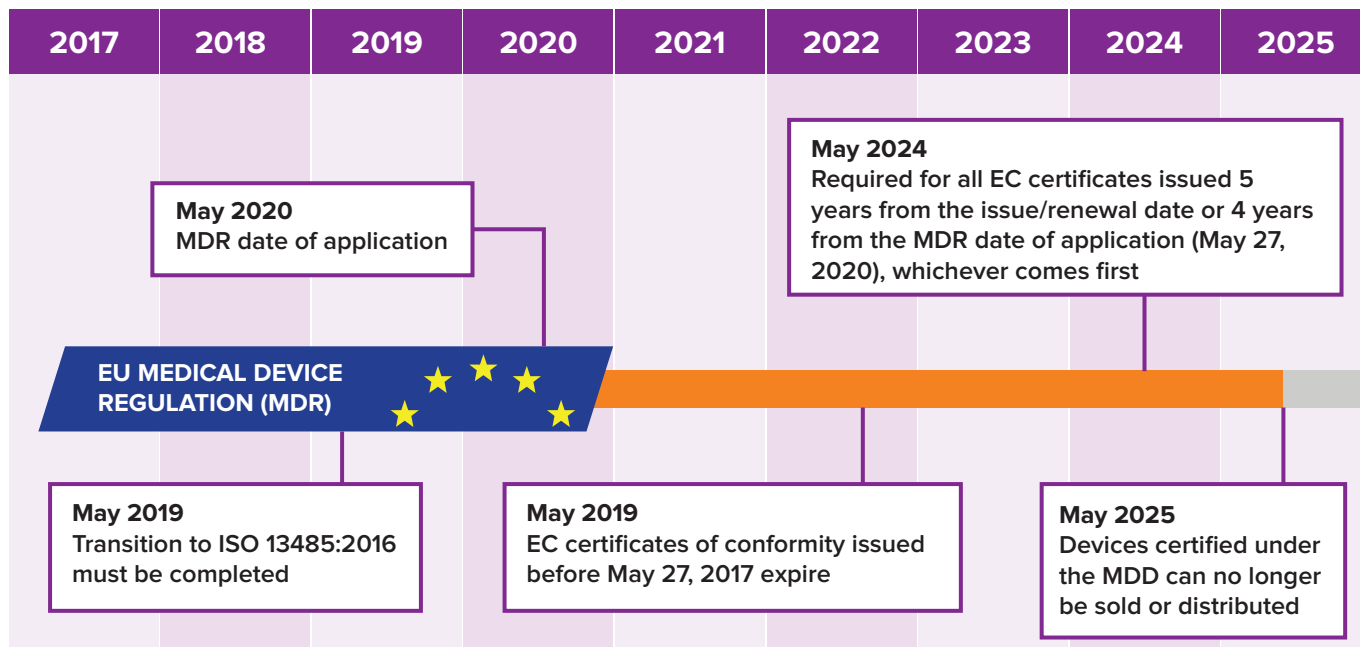 2017 2018 2019 2020 2021 2022 2023 2024 2025
May 2024
Required for all EC certificates issued 5
years from the issue/renewal date or 4 years
from the MDR date of application (May 27,
2020), whichever comes first
May 2020
MDR date of application
EU MEDICAL DEVICE
REGULATION (MDR)
May 2019
Transition to ISO 13485:2016
must be completed
May 2019
EC certificates of conformity issued
before May 27, 2017 expire
May 2025
Devices certified under
the MDD can no longer
be sold or distributed